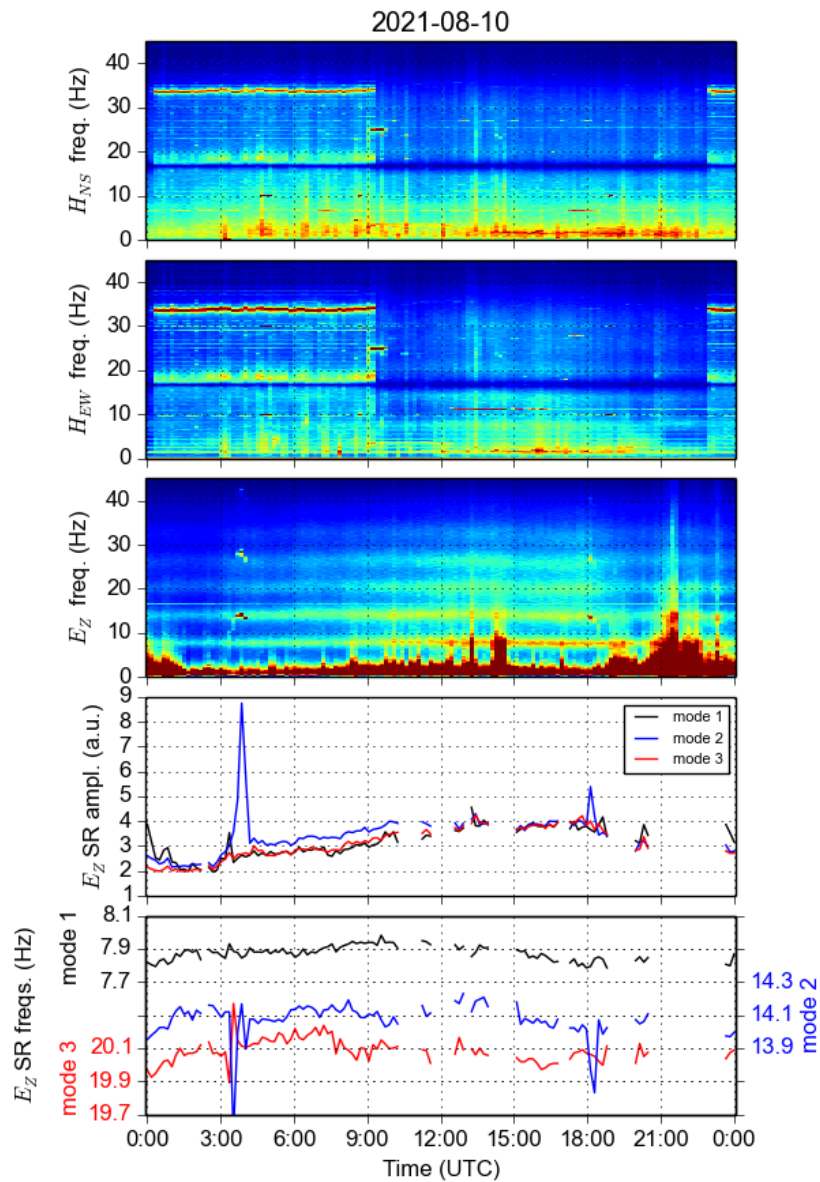 2021-08-10
H_NS freq. (Hz)
40
30
20
10
0
H_EW freq. (Hz)
40
30
20
10
0
E_Z freq. (Hz)
40
30
20
10
0
E_Z SR ampl. (a.u.)
9
8
7
6
5
4
3
2
1
mode 1
mode 2
mode 3
E_Z SR freqs. (Hz)
mode 1
8.1
7.9
7.7
mode 3
20.1
19.9
19.7
14.3
14.1
13.9
mode 2
0:00 3:00 6:00 9:00 12:00 15:00 18:00 21:00 0:00
Time (UTC)